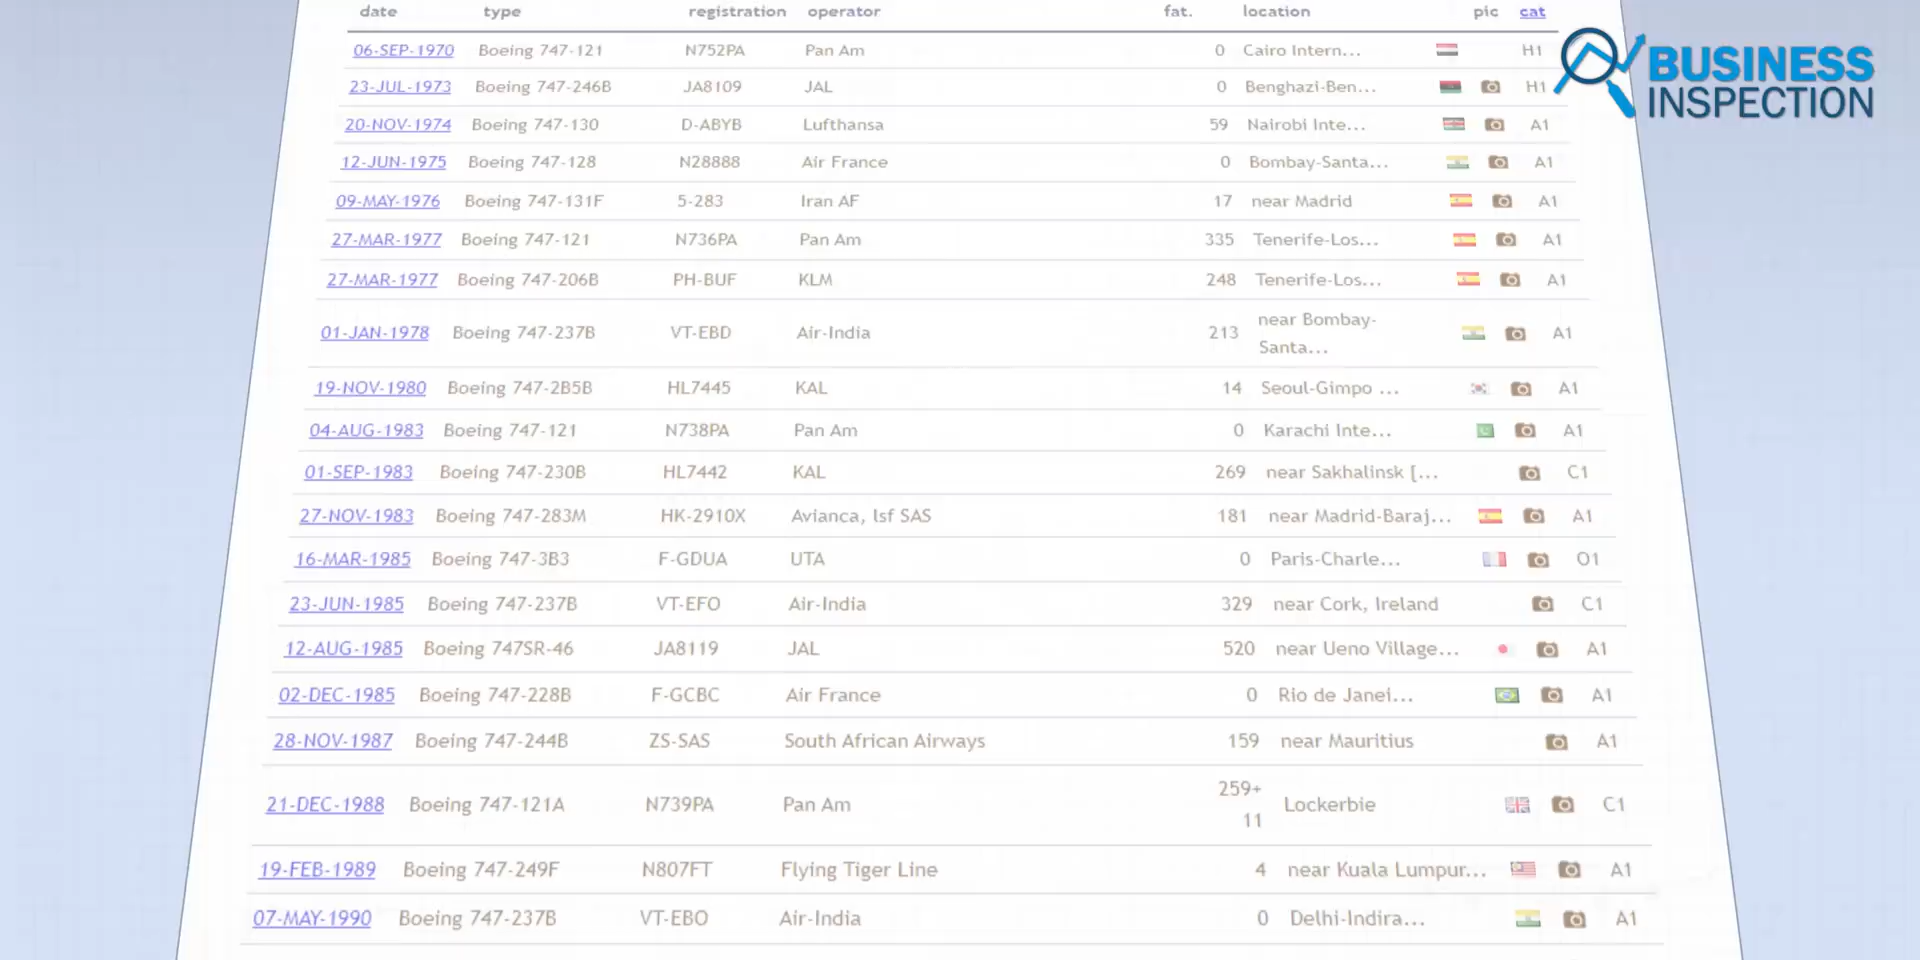 date type registration operator fat. location pic cat
06-SEP-1970 Boeing 747-121 N752PA Pan Am 0 Cairo Intern... H1
23-JUL-1973 Boeing 747-246B JA8109 JAL 0 Benghazi-Ben... H1
20-NOV-1974 Boeing 747-130 D-ABYB Lufthansa 59 Nairobi Inte... A1
12-JUN-1975 Boeing 747-128 N28888 Air France 0 Bombay-Santa... A1
09-MAY-1976 Boeing 747-131F 5-283 Iran AF 17 near Madrid A1
27-MAR-1977 Boeing 747-121 N736PA Pan Am 335 Tenerife-Los... A1
27-MAR-1977 Boeing 747-206B PH-BUF KLM 248 Tenerife-Los... A1
01-JAN-1978 Boeing 747-237B VT-EBD Air-India 213 near Bombay-
Santa... A1
19-NOV-1980 Boeing 747-2B5B HL7445 KAL 14 Seoul-Gimpo ... A1
04-AUG-1983 Boeing 747-121 N738PA Pan Am 0 Karachi Inte... A1
01-SEP-1983 Boeing 747-230B HL7442 KAL 269 near Sakhalinsk [... C1
27-NOV-1983 Boeing 747-283M HK-2910X Avianca, lsf SAS 181 near Madrid-Baraj... A1
16-MAR-1985 Boeing 747-3B3 F-GDUA UTA 0 Paris-Charle... O1
23-JUN-1985 Boeing 747-237B VT-EFO Air-India 329 near Cork, Ireland C1
12-AUG-1985 Boeing 747SR-46 JA8119 JAL 520 near Ueno Village... A1
02-DEC-1985 Boeing 747-228B F-GCBC Air France 0 Rio de Janei... A1
28-NOV-1987 Boeing 747-244B ZS-SAS South African Airways 159 near Mauritius A1
21-DEC-1988 Boeing 747-121A N739PA Pan Am 259+
11 Lockerbie C1
19-FEB-1989 Boeing 747-249F N807FT Flying Tiger Line 4 near Kuala Lumpur... A1
07-MAY-1990 Boeing 747-237B VT-EBO Air-India 0 Delhi-Indira... A1
BUSINESS
INSPECTION